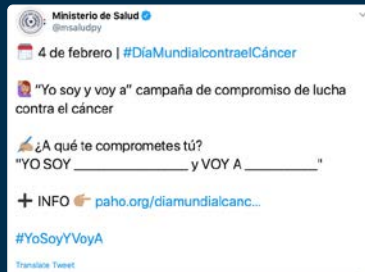 Ministerio de Salud
@msaludpy
4 de febrero | #DíaMundialcontraelCáncer
“Yo soy y voy a” campaña de compromiso de lucha
contra el cáncer
¿A qué te comprometes tú?
"YO SOY ________________ y VOY A __________."
INFO paho.org/diamundialcanc...
#YoSoyYVoyA
Translate Tweet